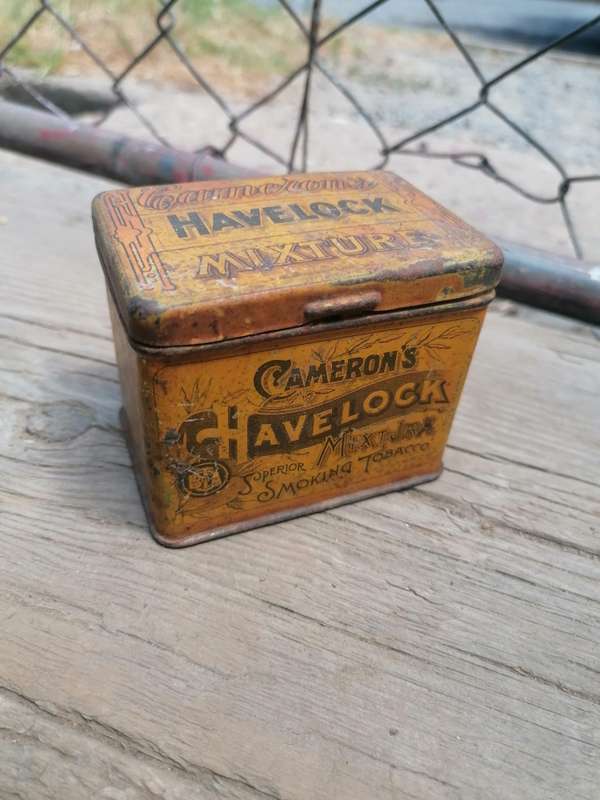 Cameron's
HAVELOCK
MIXTURE
CAMERON'S
HAVELOCK
MIXTURE
SUPERIOR
SMOKING TOBACCO